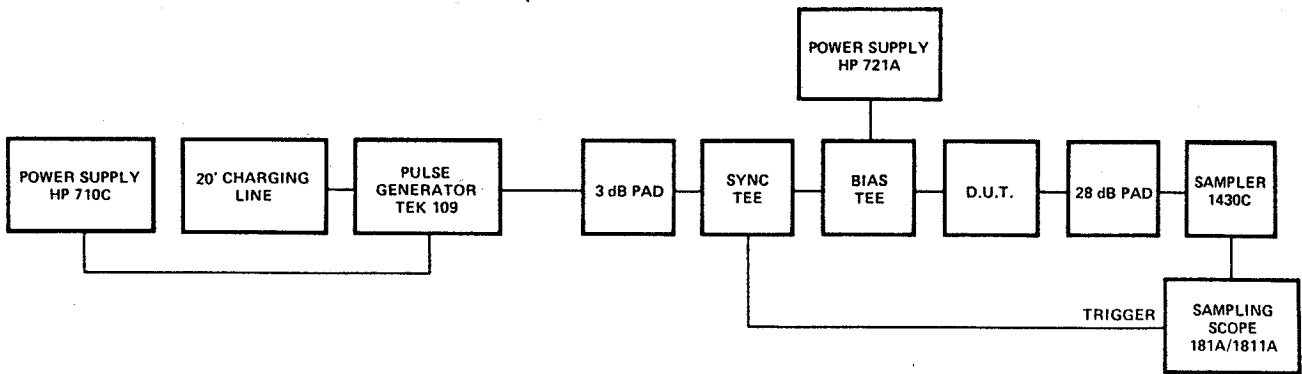 POWER SUPPLY
HP 721A
POWER SUPPLY
HP 710C
20' CHARGING
LINE
PULSE
GENERATOR
TEK 109
3 dB PAD
SYNC
TEE
BIAS
TEE
D.U.T.
28 dB PAD
SAMPLER
1430C
TRIGGER
SAMPLING
SCOPE
181A/1811A